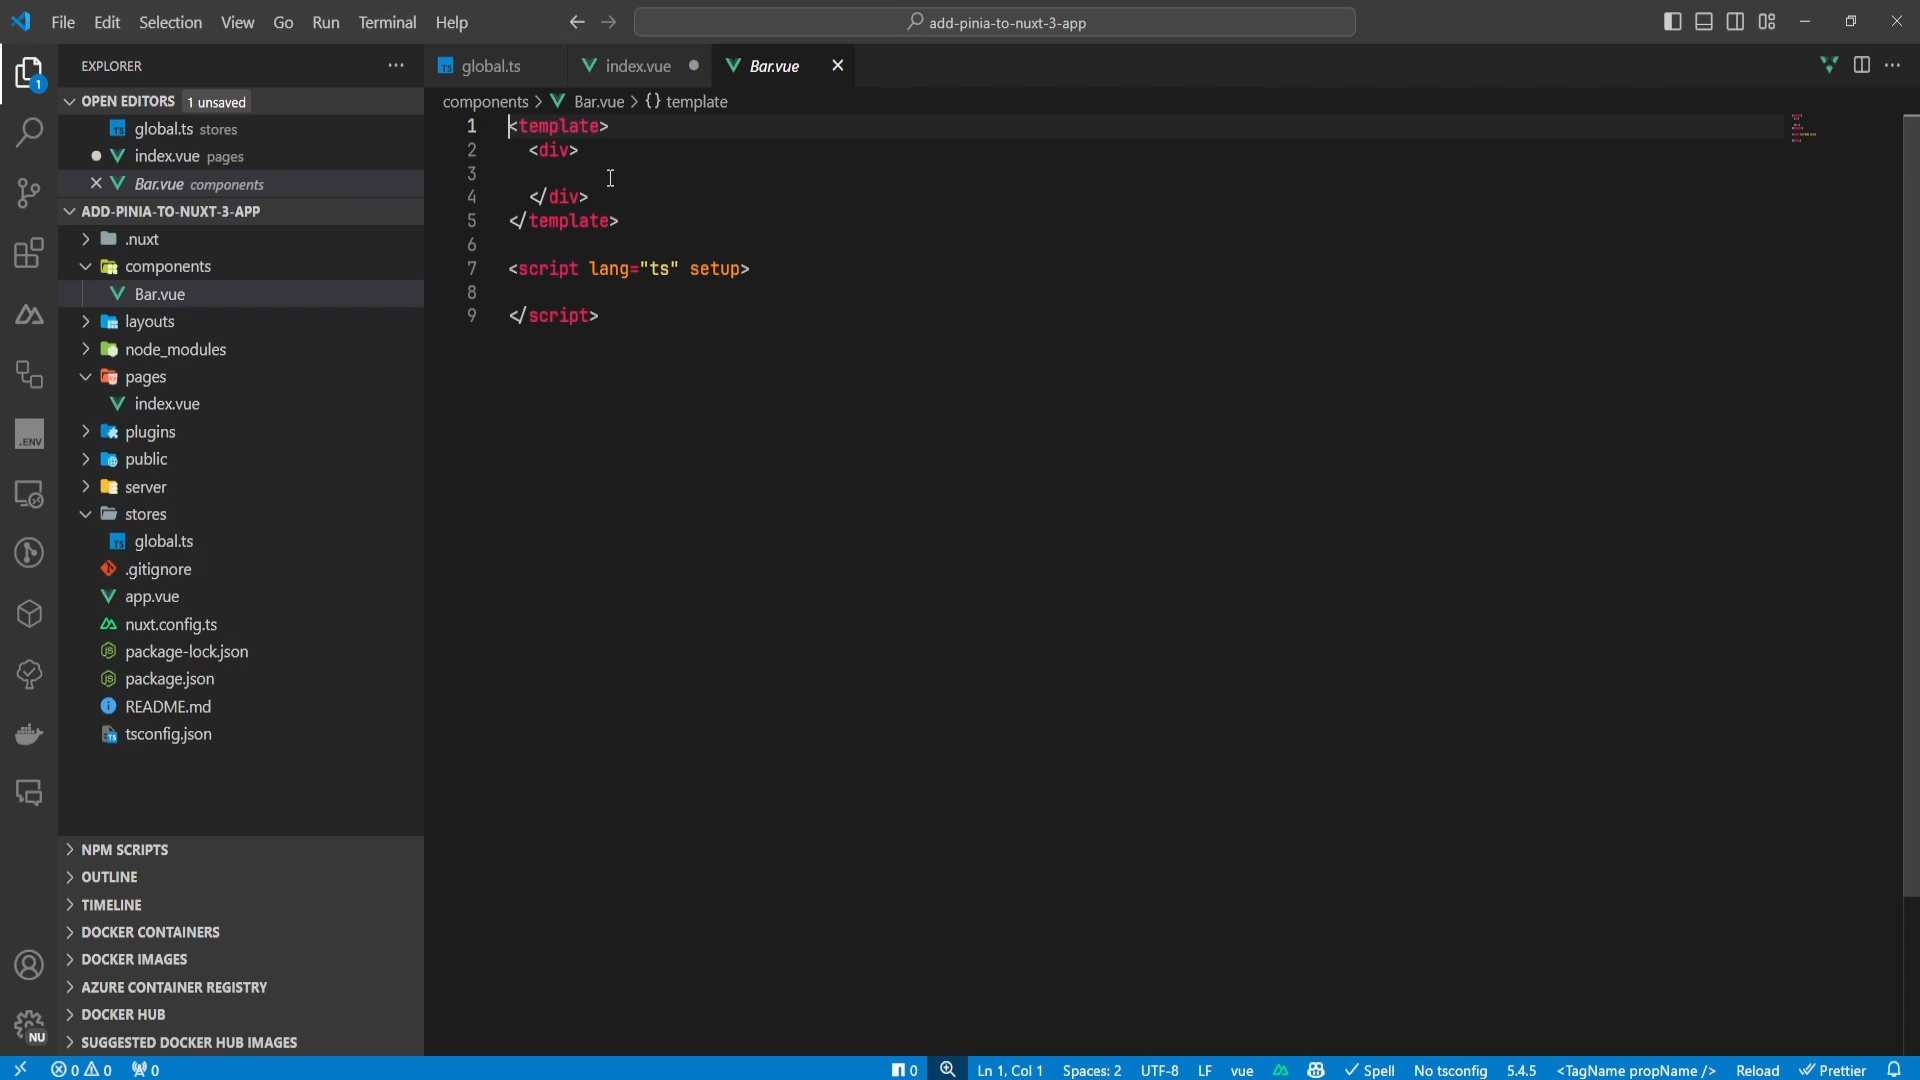 File Edit Selection View Go Run Terminal Help
add-pinia-to-nuxt-3-app
EXPLORER
1
OPEN EDITORS 1 unsaved
global.ts stores
index.vue pages
Bar.vue components
ADD-PINIA-TO-NUXT-3-APP
.nuxt
components
Bar.vue
layouts
node_modules
pages
index.vue
plugins
public
server
stores
global.ts
.gitignore
app.vue
nuxt.config.ts
package-lock.json
package.json
README.md
tsconfig.json
.ENV
NPM SCRIPTS
OUTLINE
TIMELINE
DOCKER CONTAINERS
DOCKER IMAGES
AZURE CONTAINER REGISTRY
DOCKER HUB
SUGGESTED DOCKER HUB IMAGES
NU
global.ts index.vue Bar.vue
components > Bar.vue > {} template
1 <template>
2 <div>
3
4 </div>
5 </template>
6
7 <script lang="ts" setup>
8
9 </script>
0 0 0 0 Ln 1, Col 1 Spaces: 2 UTF-8 LF vue Spell No tsconfig 5.4.5 <TagName propName /> Reload Prettier